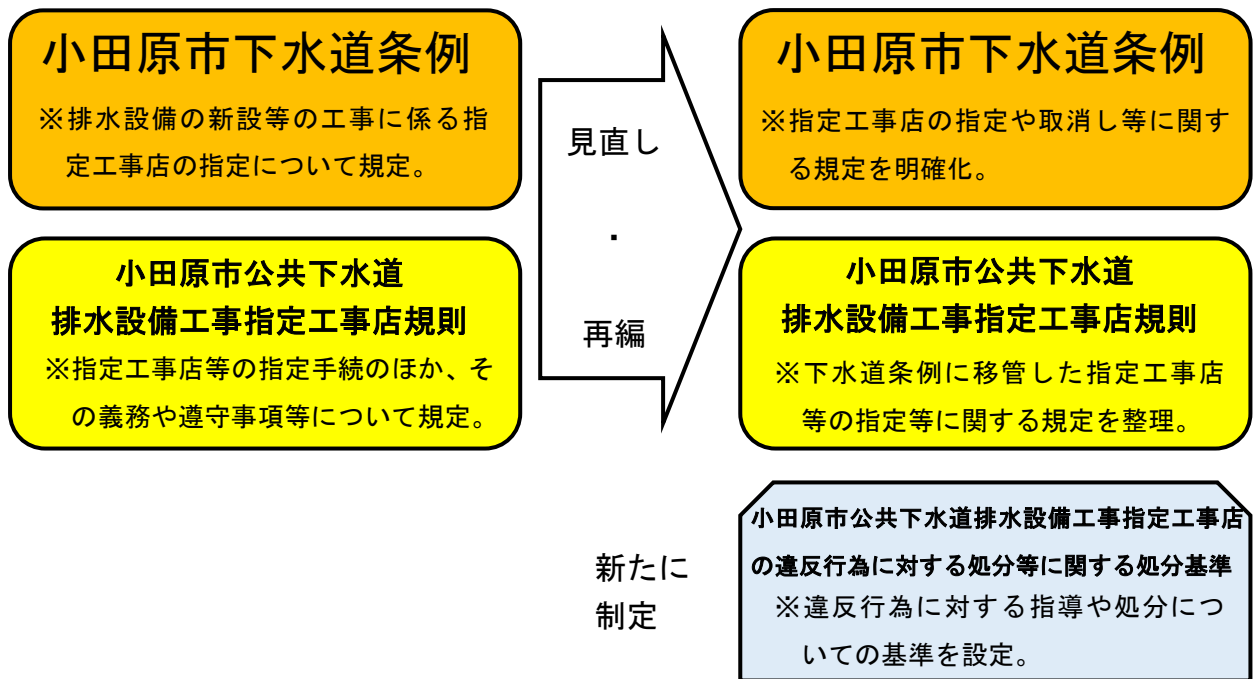 小田原市下水道条例
※排水設備の新設等の工事に係る指
定工事店の指定について規定。
小田原市公共下水道
排水設備工事指定工事店規則
※指定工事店等の指定手続のほか、そ
の義務や遵守事項等について規定。
見直し
・
再編
小田原市下水道条例
※指定工事店の指定や取消し等に関す
る規定を明確化。
小田原市公共下水道
排水設備工事指定工事店規則
※下水道条例に移管した指定工事店
等の指定等に関する規定を整理。
新たに
制定
小田原市公共下水道排水設備工事指定工事店
の違反行為に対する処分等に関する処分基準
※違反行為に対する指導や処分につ
いての基準を設定。